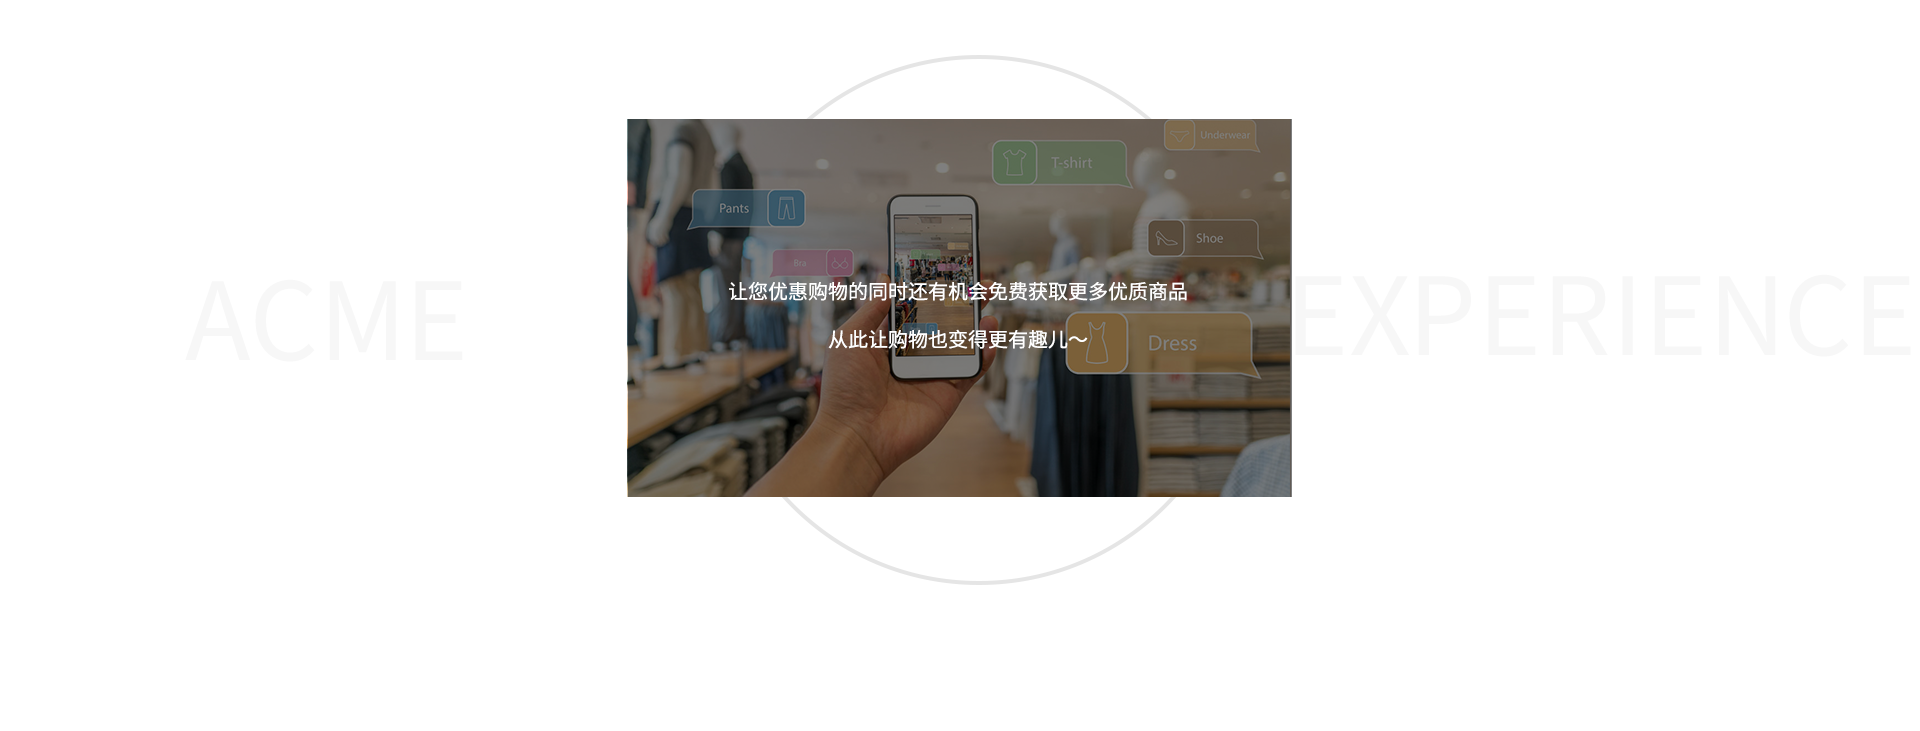 Underwear
T-shirt
Pants
Shoe
Bra
ACME
让您优惠购物的同时还有机会免费获取更多优质商品
EXPERIENCE
从此让购物也变得更有趣儿～
Dress